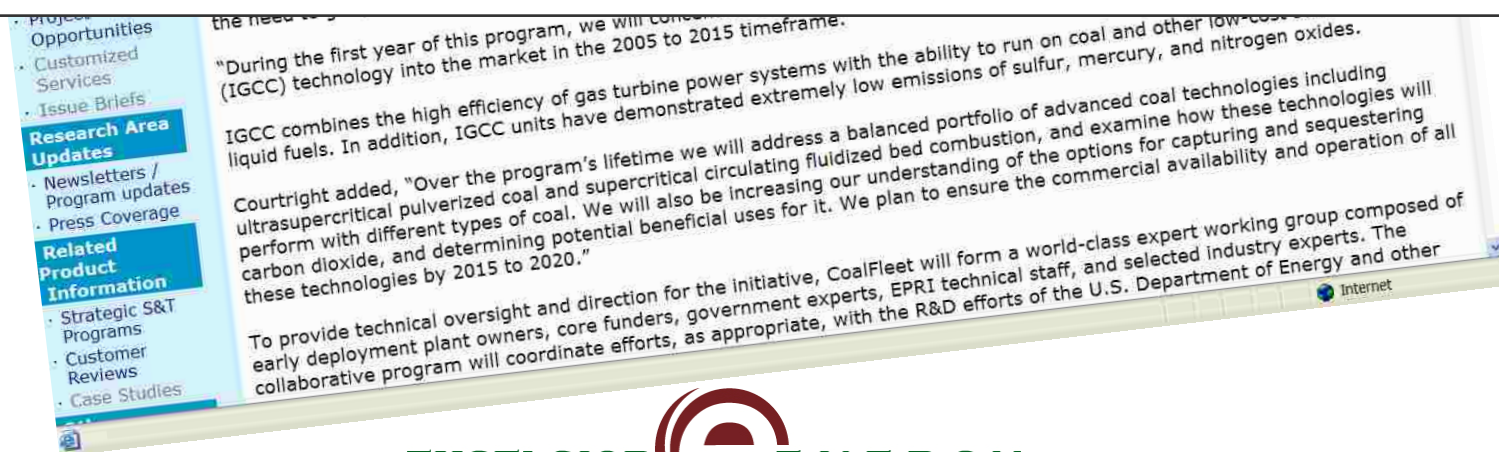 Opportunities
· Customized
Services
· Issue Briefs
Research Area
Updates
· Newsletters /
Program updates
· Press Coverage
Related
Product
Information
· Strategic S&T
Programs
· Customer
Reviews
· Case Studies
"During the first year of this program, we will
(IGCC) technology into the market in the 2005 to 2015 timeframe.
IGCC combines the high efficiency of gas turbine power systems with the ability to run on coal and other low-cost
liquid fuels. In addition, IGCC units have demonstrated extremely low emissions of sulfur, mercury, and nitrogen oxides.
Courtright added, "Over the program's lifetime we will address a balanced portfolio of advanced coal technologies including
ultrasupercritical pulverized coal and supercritical circulating fluidized bed combustion, and examine how these technologies will
perform with different types of coal. We will also be increasing our understanding of the options for capturing and sequestering
carbon dioxide, and determining potential beneficial uses for it. We plan to ensure the commercial availability and operation of all
these technologies by 2015 to 2020."
To provide technical oversight and direction for the initiative, CoalFleet will form a world-class expert working group composed of
early deployment plant owners, core funders, government experts, EPRI technical staff, and selected industry experts. The
collaborative program will coordinate efforts, as appropriate, with the R&D efforts of the U.S. Department of Energy and other
Internet